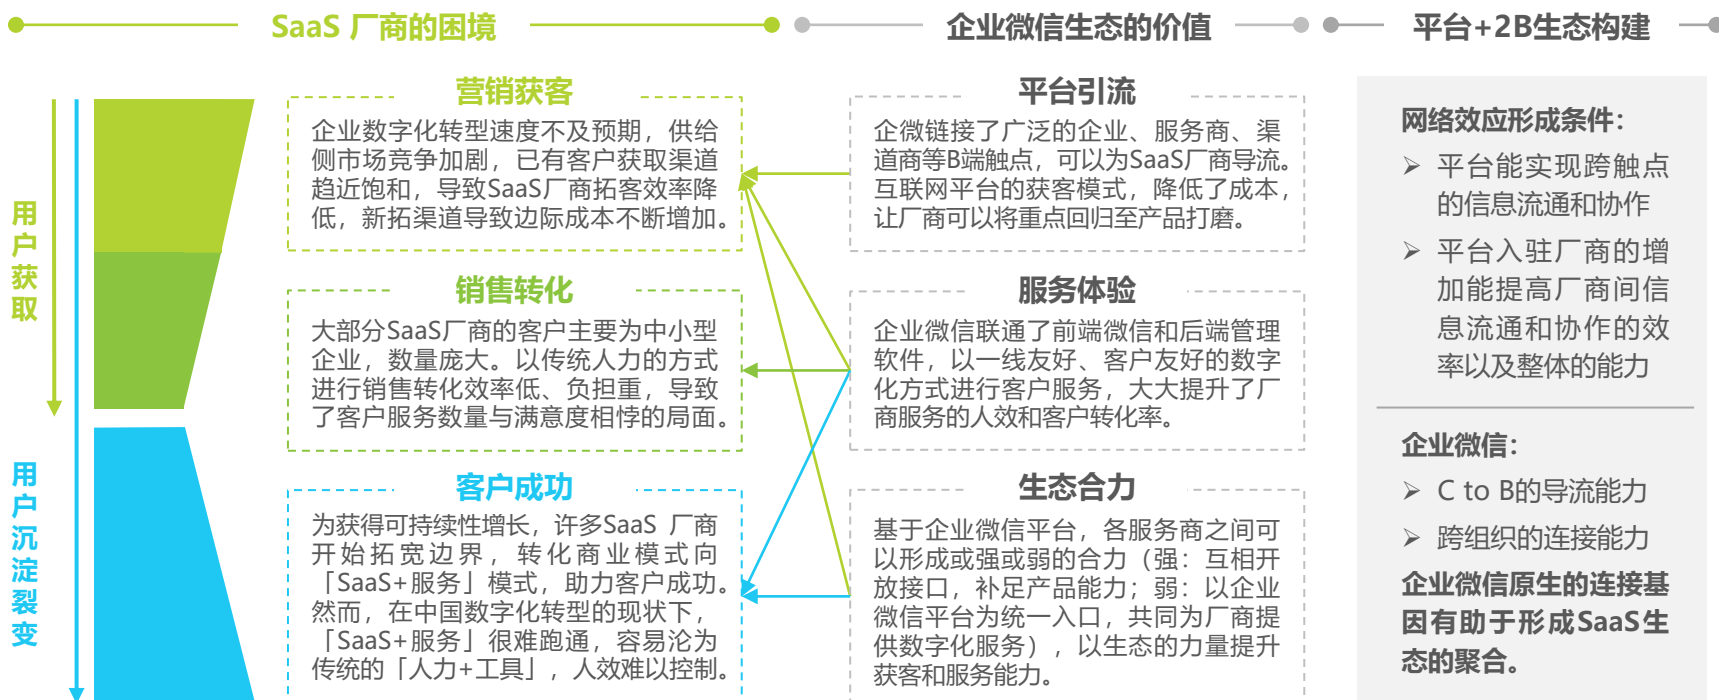 SaaS 厂商的困境
企业微信生态的价值
平台+2B生态构建
用户获取
用户沉淀裂变
营销获客
企业数字化转型速度不及预期，供给
侧市场竞争加剧，已有客户获取渠道
趋近饱和，导致SaaS厂商拓客效率降
低，新拓渠道导致边际成本不断增加。
销售转化
大部分SaaS厂商的客户主要为中小型
企业，数量庞大。以传统人力的方式
进行销售转化效率低、负担重，导致
了客户服务数量与满意度相悖的局面。
客户成功
为获得可持续性增长，许多SaaS 厂商
开始拓宽边界，转化商业模式向
「SaaS+服务」模式，助力客户成功。
然而，在中国数字化转型的现状下，
「SaaS+服务」很难跑通，容易沦为
传统的「人力+工具」，人效难以控制。
平台引流
企微链接了广泛的企业、服务商、渠
道商等B端触点，可以为SaaS厂商导流。
互联网平台的获客模式，降低了成本，
让厂商可以将重点回归至产品打磨。
服务体验
企业微信联通了前端微信和后端管理
软件，以一线友好、客户友好的数字
化方式进行客户服务，大大提升了厂
商服务的人效和客户转化率。
生态合力
基于企业微信平台，各服务商之间可
以形成或强或弱的合力（强：互相开
放接口，补足产品能力；弱：以企业
微信平台为统一入口，共同为厂商提
供数字化服务），以生态的力量提升
获客和服务能力。
网络效应形成条件：
➢ 平台能实现跨触点
的信息流通和协作
➢ 平台入驻厂商的增
加能提高厂商间信
息流通和协作的效
率以及整体的能力
企业微信：
➢ C to B的导流能力
➢ 跨组织的连接能力
企业微信原生的连接基
因有助于形成SaaS生
态的聚合。